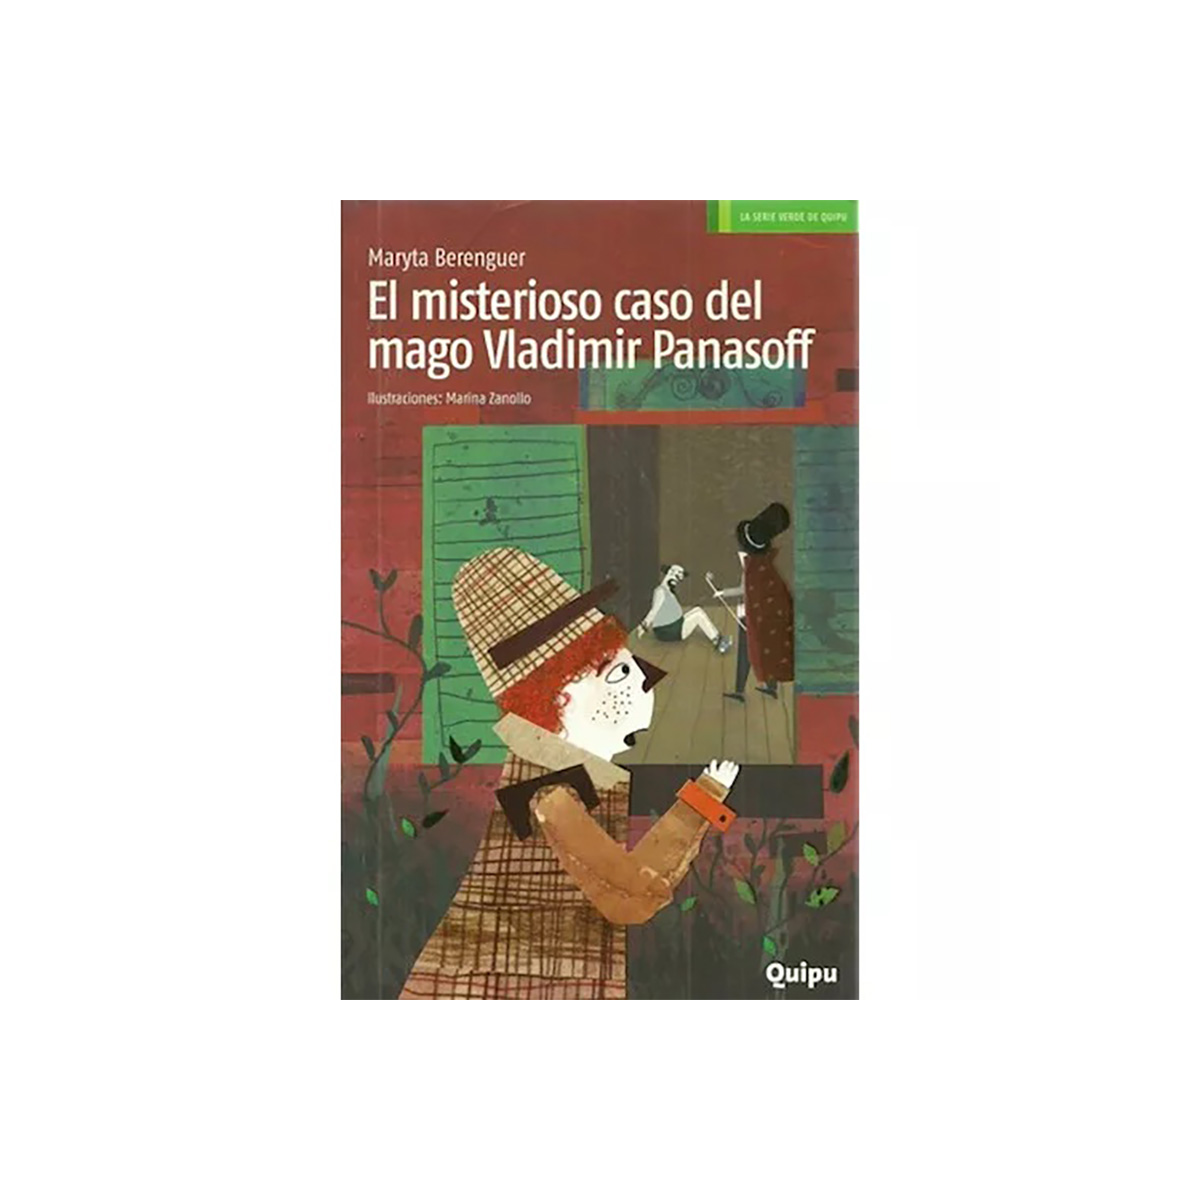 LA SERIE VERDE DE QUIPU
Maryta Berenguer
El misterioso caso del
mago Vladimir Panasoff
Ilustraciones: Marina Zanollo
Quipu